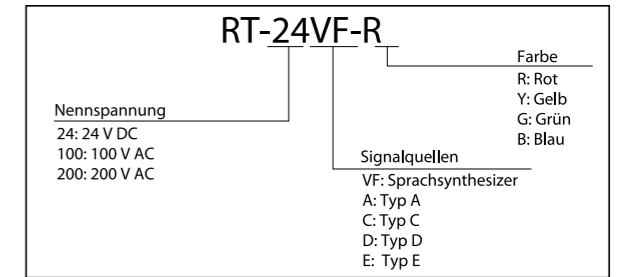 RT-24VF-R
Farbe
R: Rot
Y: Gelb
G: Grün
B: Blau
Nennspannung
24: 24 V DC
100: 100 V AC
200: 200 V AC
Signalquellen
VF: Sprachsynthesizer
A: Typ A
C: Typ C
D: Typ D
E: Typ E